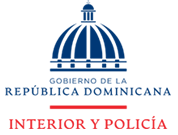 GOBIERNO DE LA
REPÚBLICA DOMINICANA
INTERIOR Y POLICÍA